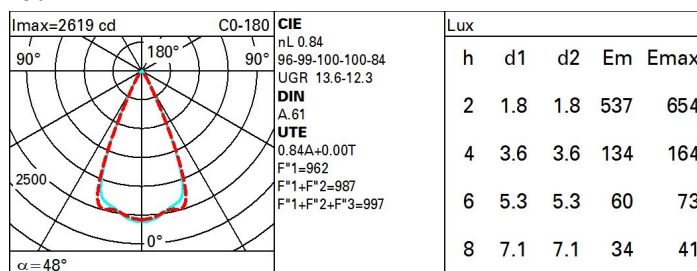 Imax=2619 cd C0-180
90° 180° 90°
2500
0°
α=48°
CIE
nL 0.84
96-99-100-100-84
UGR 13.6-12.3
DIN
A.61
UTE
0.84A+0.00T
F"1=962
F"1+F"2=987
F"1+F"2+F"3=997
Lux
h d1 d2 Em Emax
2 1.8 1.8 537 654
4 3.6 3.6 134 164
6 5.3 5.3 60 73
8 7.1 7.1 34 41